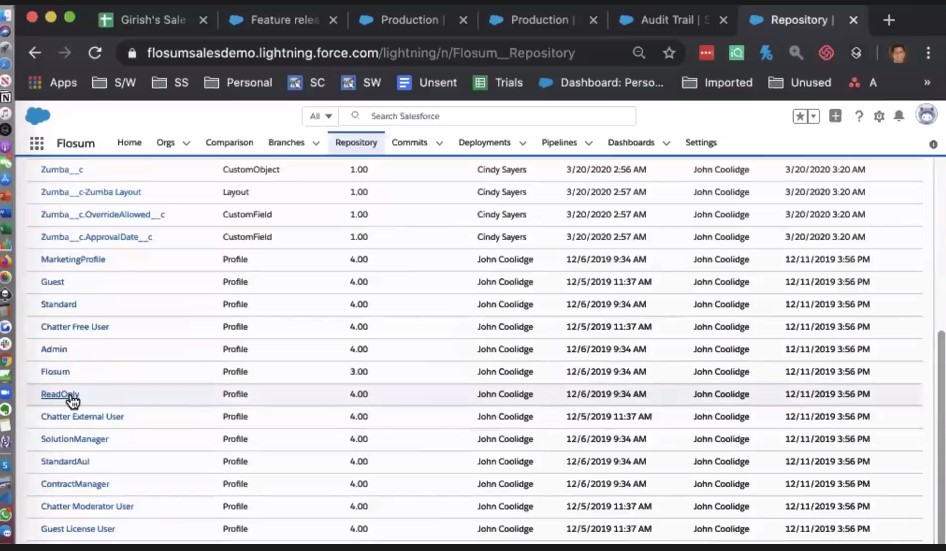 Girish's Sale
Feature relea
Production |
Production |
Audit Trail | S
Repository |
flosumsalesdemo.lightning.force.com/lightning/n/Flosum__Repository
Apps S/W SS Personal SC SW Unsent Trials Dashboard: Perso... Imported Unused A »
All Search Salesforce
Flosum Home Orgs Comparison Branches Repository Commits Deployments Pipelines Dashboards Settings
Zumba__c CustomObject 1.00 Cindy Sayers 3/20/2020 2:56 AM John Coolidge 3/20/2020 3:20 AM
Zumba__c-Zumba Layout Layout 1.00 Cindy Sayers 3/20/2020 2:57 AM John Coolidge 3/20/2020 3:20 AM
Zumba__c.OverrideAllowed__c CustomField 1.00 Cindy Sayers 3/20/2020 2:57 AM John Coolidge 3/20/2020 3:20 AM
Zumba__c.ApprovalDate__c CustomField 1.00 Cindy Sayers 3/20/2020 2:57 AM John Coolidge 3/20/2020 3:20 AM
MarketingProfile Profile 4.00 John Coolidge 12/6/2019 9:34 AM John Coolidge 12/11/2019 3:56 PM
Guest Profile 4.00 John Coolidge 12/5/2019 11:37 AM John Coolidge 12/11/2019 3:56 PM
Standard Profile 4.00 John Coolidge 12/6/2019 9:34 AM John Coolidge 12/11/2019 3:56 PM
Chatter Free User Profile 4.00 John Coolidge 12/5/2019 11:37 AM John Coolidge 12/11/2019 3:56 PM
Admin Profile 4.00 John Coolidge 12/6/2019 9:34 AM John Coolidge 12/11/2019 3:56 PM
Flosum Profile 3.00 John Coolidge 12/6/2019 9:34 AM John Coolidge 12/11/2019 3:56 PM
ReadOnly Profile 4.00 John Coolidge 12/6/2019 9:34 AM John Coolidge 12/11/2019 3:56 PM
Chatter External User Profile 4.00 John Coolidge 12/5/2019 11:37 AM John Coolidge 12/11/2019 3:56 PM
SolutionManager Profile 4.00 John Coolidge 12/6/2019 9:34 AM John Coolidge 12/11/2019 3:56 PM
StandardAul Profile 4.00 John Coolidge 12/6/2019 9:34 AM John Coolidge 12/11/2019 3:56 PM
ContractManager Profile 4.00 John Coolidge 12/6/2019 9:34 AM John Coolidge 12/11/2019 3:56 PM
Chatter Moderator User Profile 4.00 John Coolidge 12/5/2019 11:37 AM John Coolidge 12/11/2019 3:56 PM
Guest License User Profile 4.00 John Coolidge 12/5/2019 11:37 AM John Coolidge 12/11/2019 3:56 PM